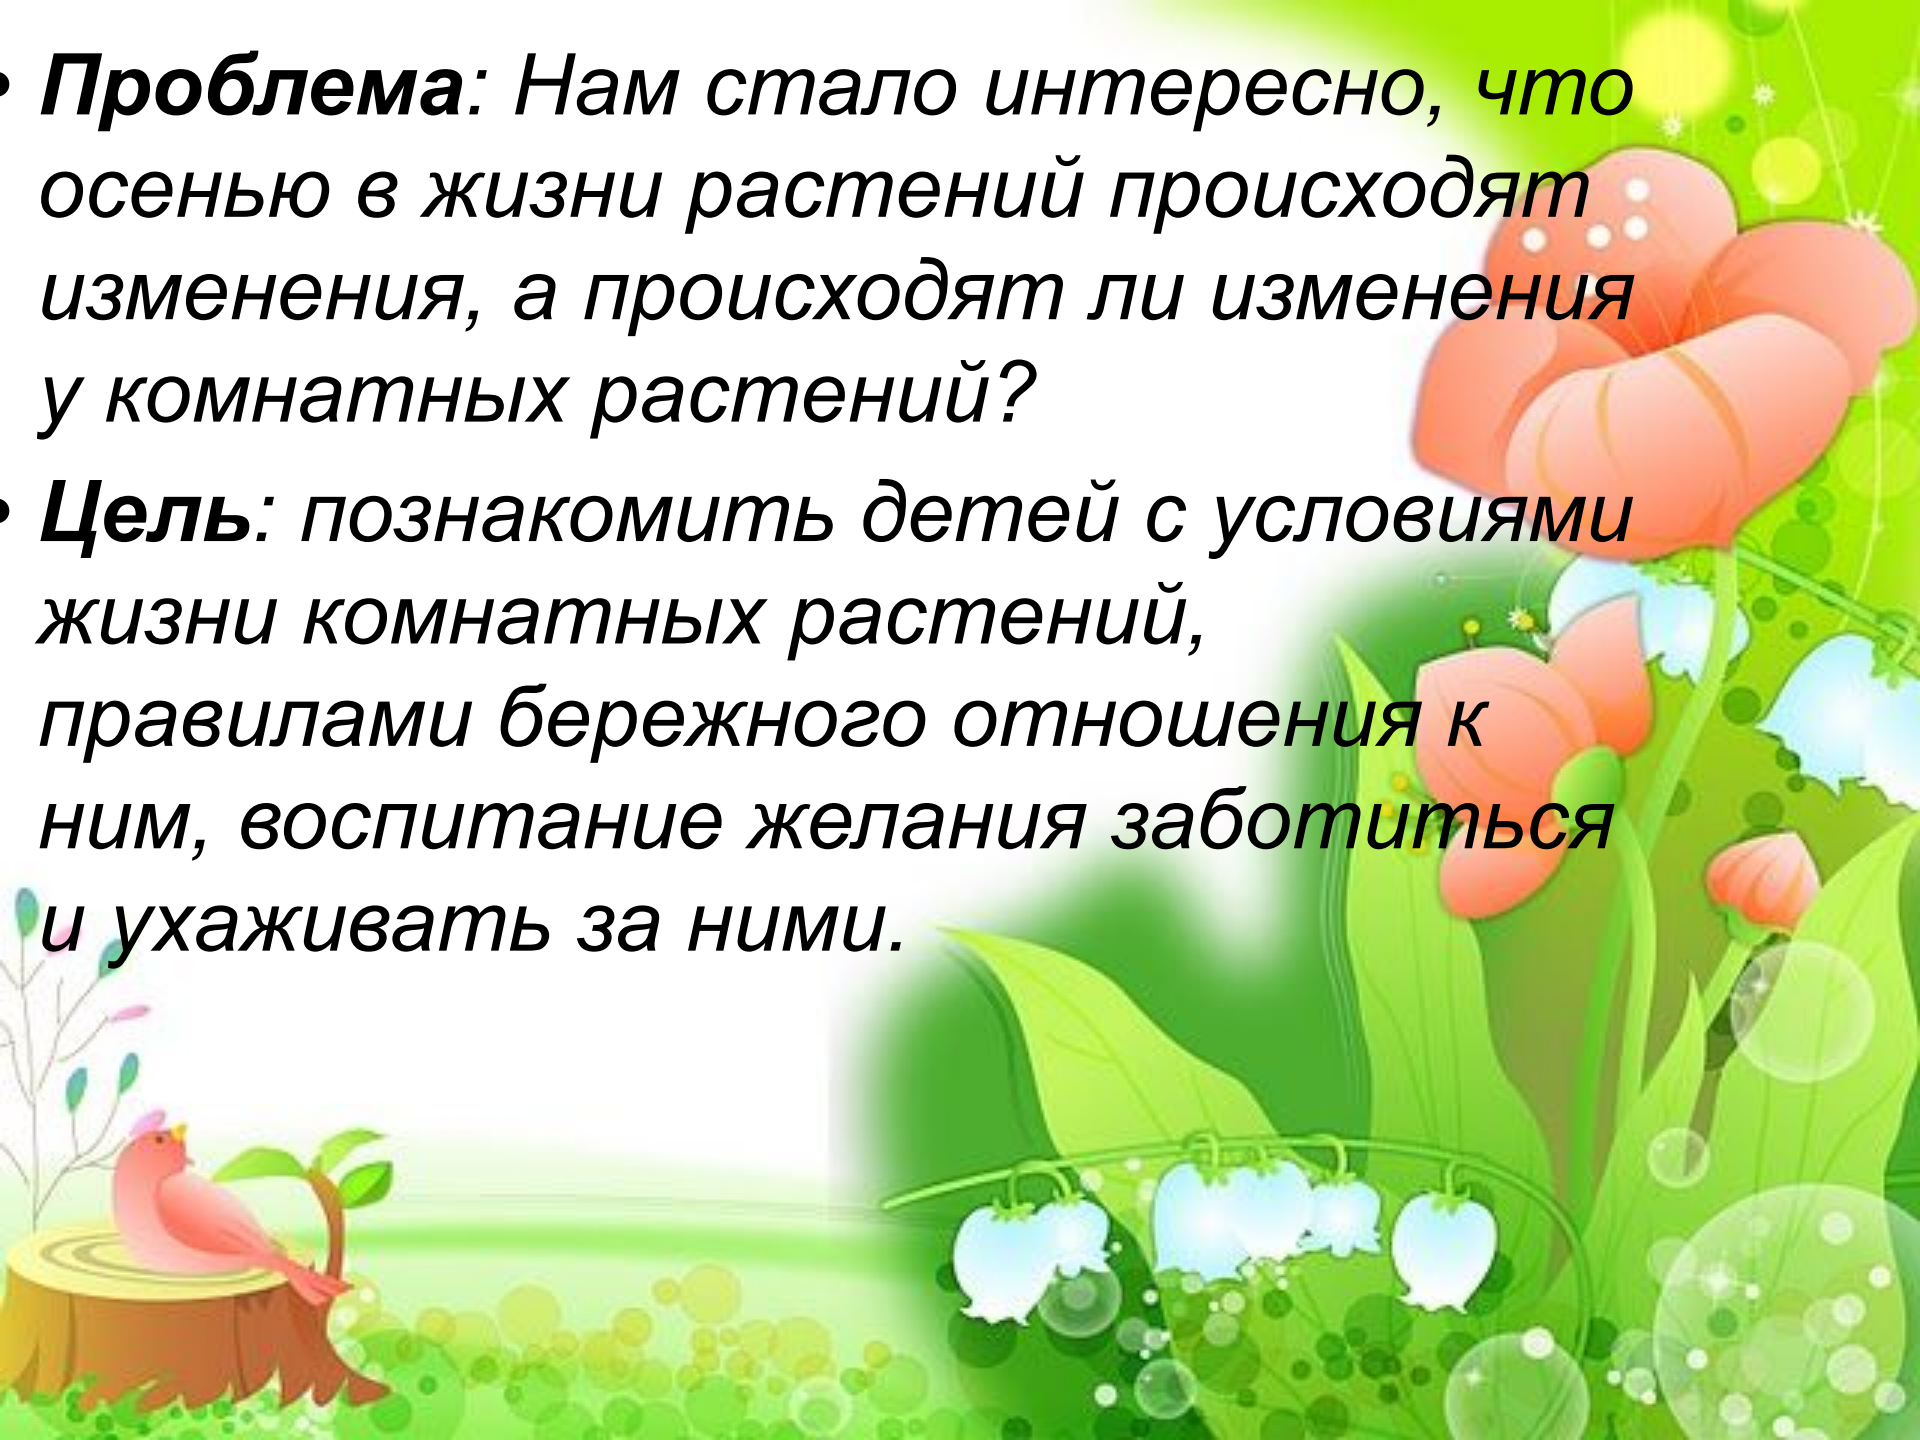 • Проблема: Нам стало интересно, что
осенью в жизни растений происходят
изменения, а происходят ли изменения
у комнатных растений?
• Цель: познакомить детей с условиями
жизни комнатных растений,
правилами бережного отношения к
ним, воспитание желания заботиться
и ухаживать за ними.